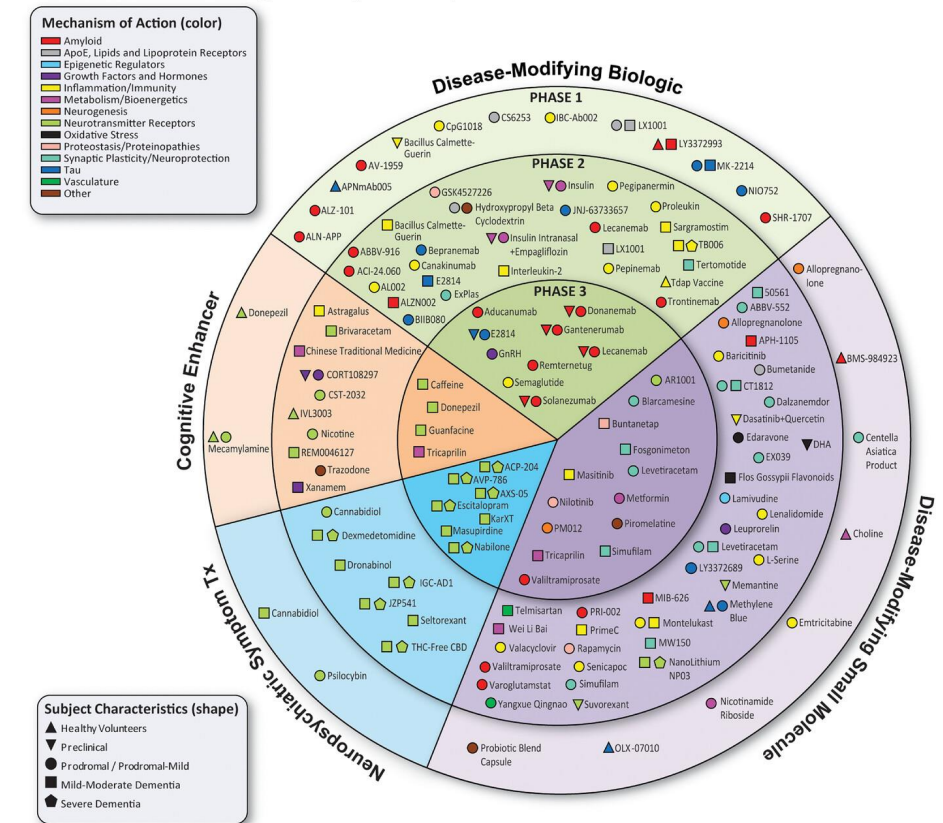 Mechanism of Action (color)
Amyloid
ApoE, Lipids and Lipoprotein Receptors
Epigenetic Regulators
Growth Factors and Hormones
Inflammation/Immunity
Metabolism/Bioenergetics
Neurogenesis
Neurotransmitter Receptors
Oxidative Stress
Proteostasis/Proteinopathies
Synaptic Plasticity/Neuroprotection
Tau
Vasculature
Other
Disease-Modifying Biologic
PHASE 1
CS6253
IBC-Ab002
LX1001
CpG1018
Bacillus Calmette-
Guerin
LY3372993
AV-1959
MK-2214
APNmAb005
NIO752
ALZ-101
SHR-1707
ALN-APP
PHASE 2
GSK4527226
Insulin
Pegipanermin
Hydroxypropyl Beta
Cyclodextrin
JNJ-63733657
Proleukin
Bacillus Calmette-
Guerin
Lecanemab
Sargramostim
Insulin Intranasal
+Empagliflozin
LX1001
TB006
ABBV-916
Bepranemab
Tertomotide
ACI-24.060
Canakinumab
Interleukin-2
Pepinemab
AL002
E2814
Tdap Vaccine
ALZN002
ExPlas
Trontinemab
BIIB080
PHASE 3
Aducanumab
Donanemab
E2814
Gantenerumab
GnRH
Lecanemab
Remternetug
Semaglutide
Solanezumab
Cognitive Enhancer
Donepezil
Mecamylamine
Astragalus
Brivaracetam
Chinese Traditional Medicine
CORT108297
CST-2032
IVL3003
Nicotine
REM0046127
Trazodone
Xanamem
Caffeine
Donepezil
Guanfacine
Tricaprilin
Neuropsychiatric Symptom Tx
ACP-204
AVP-786
AXS-05
Escitalopram
KarXT
Masupirdine
Nabilone
Cannabidiol
Dexmedetomidine
Dronabinol
IGC-AD1
JZP541
Seltorexant
THC-Free CBD
Cannabidiol
Psilocybin
Disease-Modifying Small Molecule
AR1001
Blarcamesine
Buntanetap
Fosgonimeton
Levetiracetam
Masitinib
Metformin
Nilotinib
PM012
Piromelatine
Tricaprilin
Simufilam
Valiltramiprosate
50561
ABBV-552
Allopregnanolone
APH-1105
Baricitinib
Bumetanide
CT1812
Dalzanemdor
Dasatinib+Quercetin
Edaravone
DHA
EX039
Flos Gossypii Flavonoids
Lamivudine
Lenalidomide
Leuprorelin
Levetiracetam
L-Serine
LY3372689
Memantine
MIB-626
Methylene
Blue
Telmisartan
PRI-002
Montelukast
Wei Li Bai
PrimeC
MW150
Valacyclovir
Rapamycin
NanoLithium
NP03
Valiltramiprosate
Senicapoc
Varoglutamstat
Simufilam
Yangxue Qingnao
Suvorexant
Allopregnano-
lone
BMS-984923
Centella
Asiatica
Product
Choline
Emtricitabine
Nicotinamide
Riboside
OLX-07010
Probiotic Blend
Capsule
Subject Characteristics (shape)
Healthy Volunteers
Preclinical
Prodromal / Prodromal-Mild
Mild-Moderate Dementia
Severe Dementia